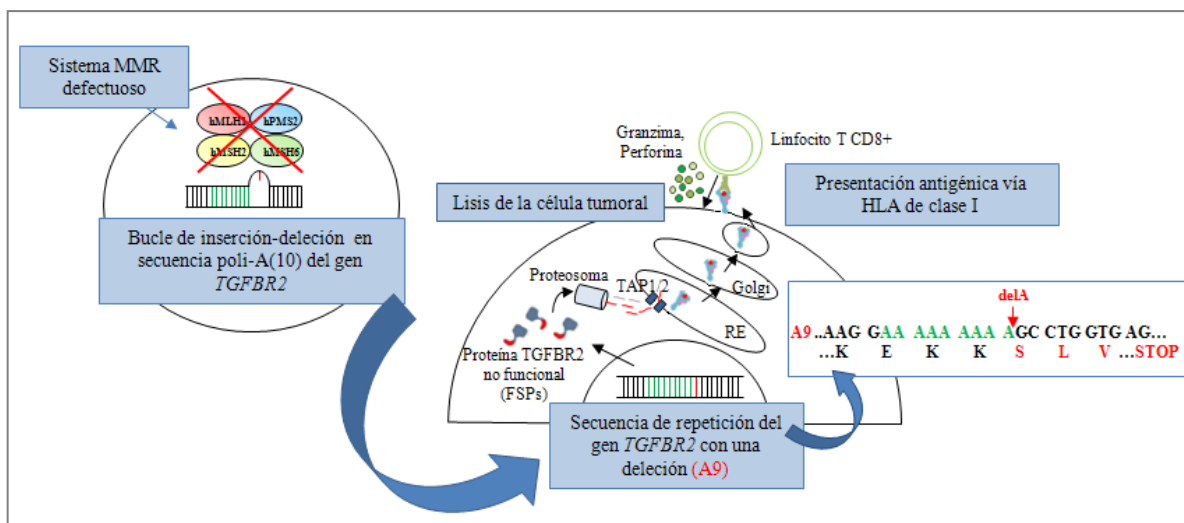 Sistema MMR
defectuoso
hMLH1
hPMS2
hMSH2
hMSH6
Bucle de inserción-deleción en
secuencia poli-A(10) del gen
TGFBR2
Granzima,
Perforina
Linfocito T CD8+
Presentación antigénica vía
HLA de clase I
Lisis de la célula tumoral
Proteosoma
TAP1/2
Golgi
RE
Proteína TGFBR2
no funcional
(FSPs)
Secuencia de repetición del
gen TGFBR2 con una
deleción (A9)
delA
A9 ..AAG GAA AAA AAA AGC CTG GTG AG...
...K E K K S L V ...STOP